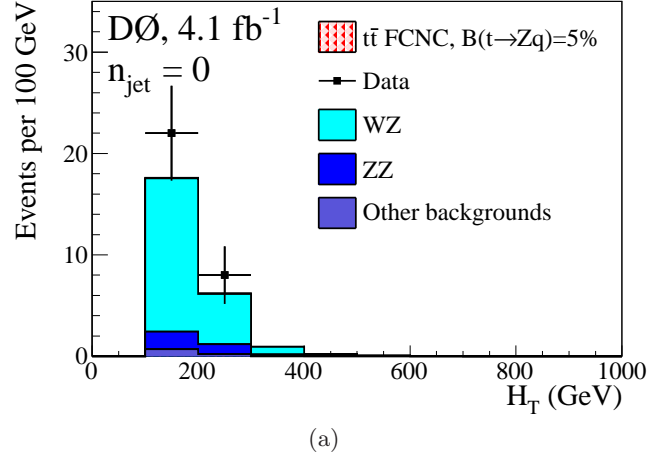 DØ, 4.1 fb⁻¹
n_jet = 0
tt̄ FCNC, B(t→Zq)=5%
Data
WZ
ZZ
Other backgrounds
Events per 100 GeV
30
20
10
0
0 200 400 600 800 1000
H_T (GeV)
(a)